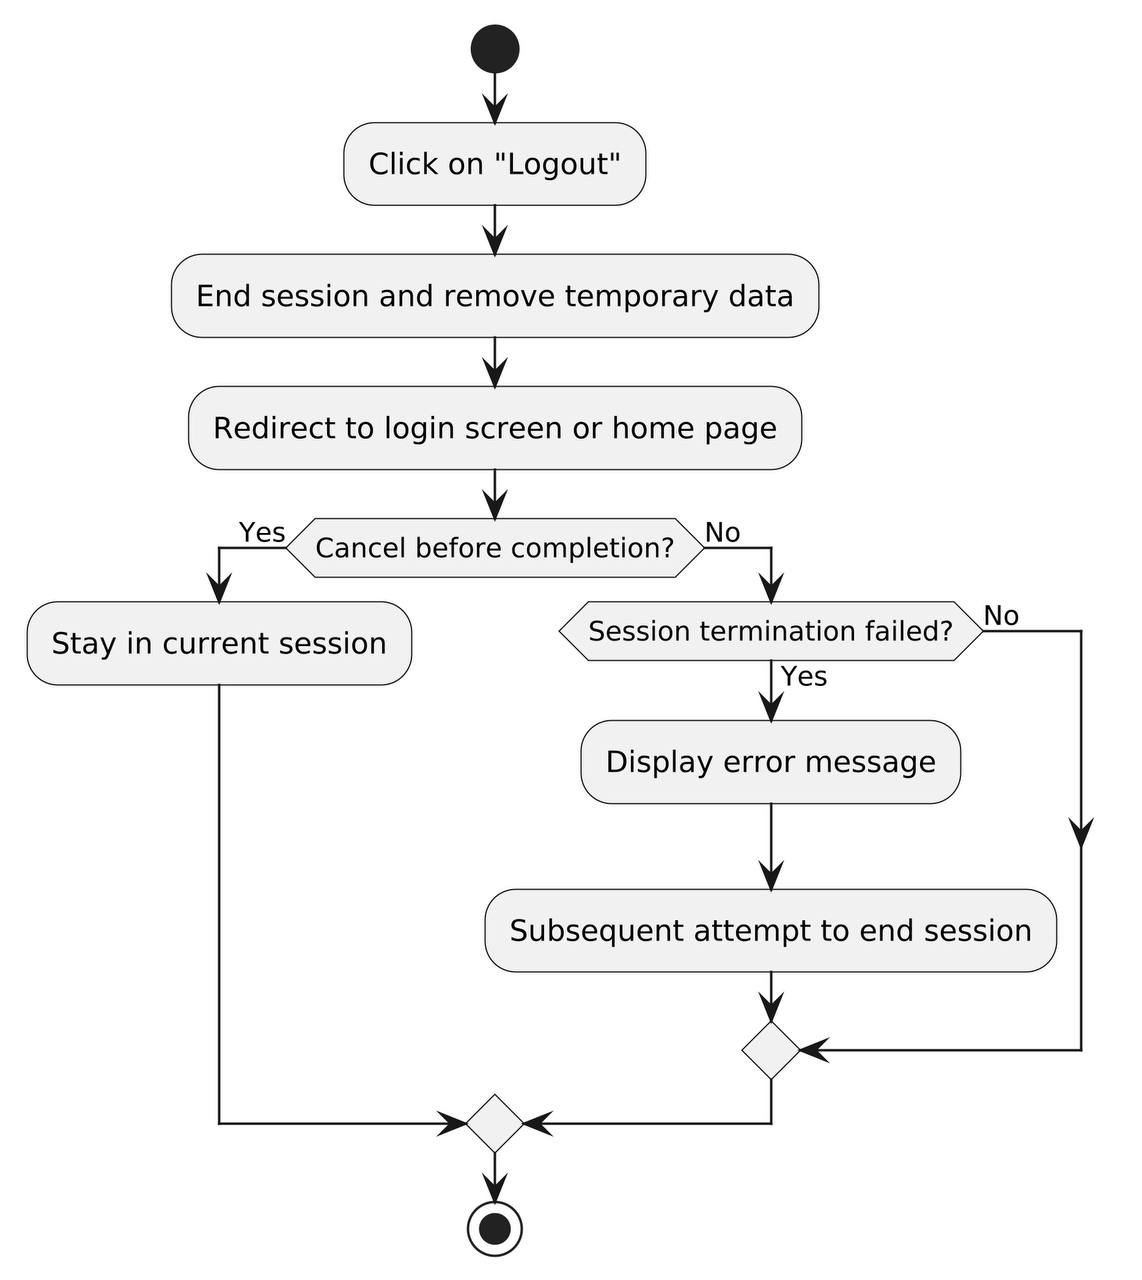 Click on "Logout"
End session and remove temporary data
Redirect to login screen or home page
Yes
Cancel before completion?
No
Stay in current session
Session termination failed?
No
Yes
Display error message
Subsequent attempt to end session